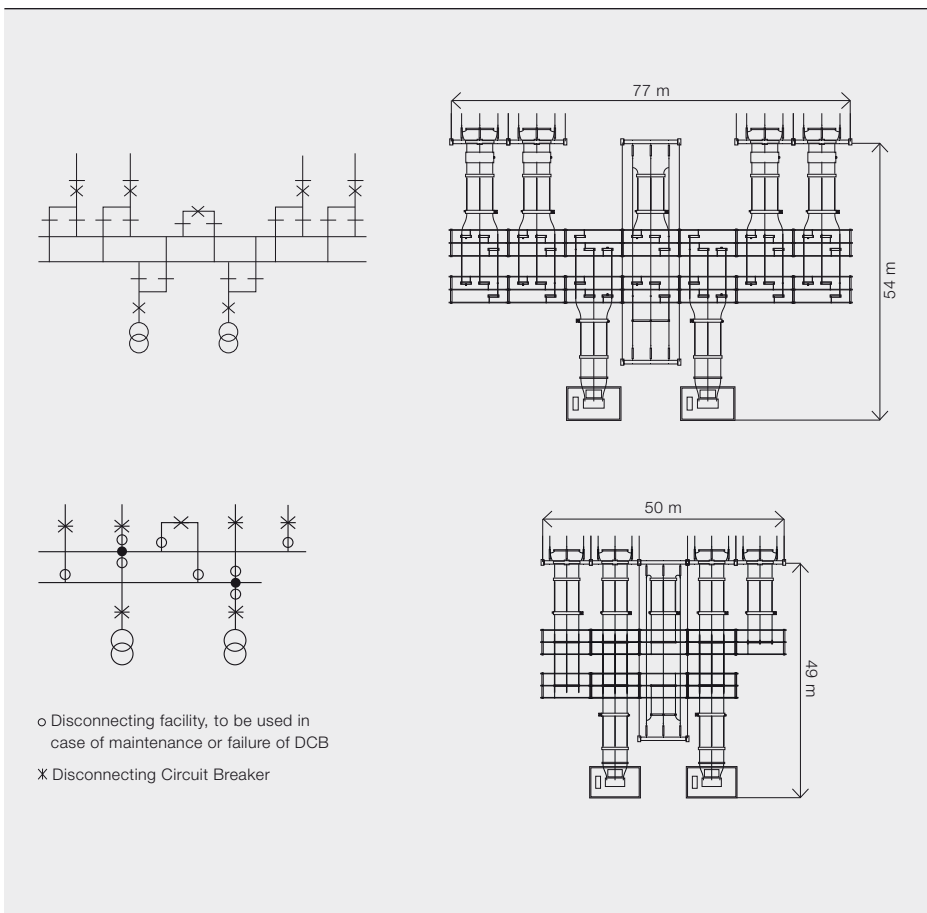 77 m
54 m
50 m
49 m
o Disconnecting facility, to be used in
case of maintenance or failure of DCB
Disconnecting Circuit Breaker